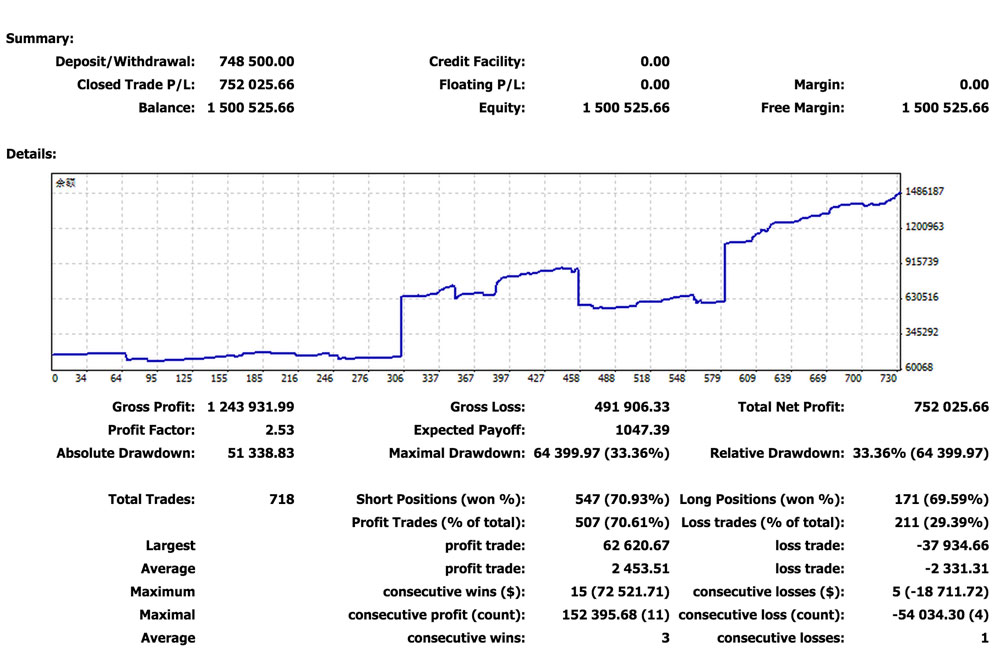 Summary:
Deposit/Withdrawal: 748 500.00 Credit Facility: 0.00
Closed Trade P/L: 752 025.66 Floating P/L: 0.00 Margin: 0.00
Balance: 1 500 525.66 Equity: 1 500 525.66 Free Margin: 1 500 525.66
Details:
余额
1486187
1200963
915739
630516
345292
60068
0 34 64 95 125 155 185 216 246 276 306 337 367 397 427 458 488 518 548 579 609 639 669 700 730
Gross Profit: 1 243 931.99 Gross Loss: 491 906.33 Total Net Profit: 752 025.66
Profit Factor: 2.53 Expected Payoff: 1047.39
Absolute Drawdown: 51 338.83 Maximal Drawdown: 64 399.97 (33.36%) Relative Drawdown: 33.36% (64 399.97)
Total Trades: 718 Short Positions (won %): 547 (70.93%) Long Positions (won %): 171 (69.59%)
Profit Trades (% of total): 507 (70.61%) Loss trades (% of total): 211 (29.39%)
Largest profit trade: 62 620.67 loss trade: -37 934.66
Average profit trade: 2 453.51 loss trade: -2 331.31
Maximum consecutive wins ($): 15 (72 521.71) consecutive losses ($): 5 (-18 711.72)
Maximal consecutive profit (count): 152 395.68 (11) consecutive loss (count): -54 034.30 (4)
Average consecutive wins: 3 consecutive losses: 1